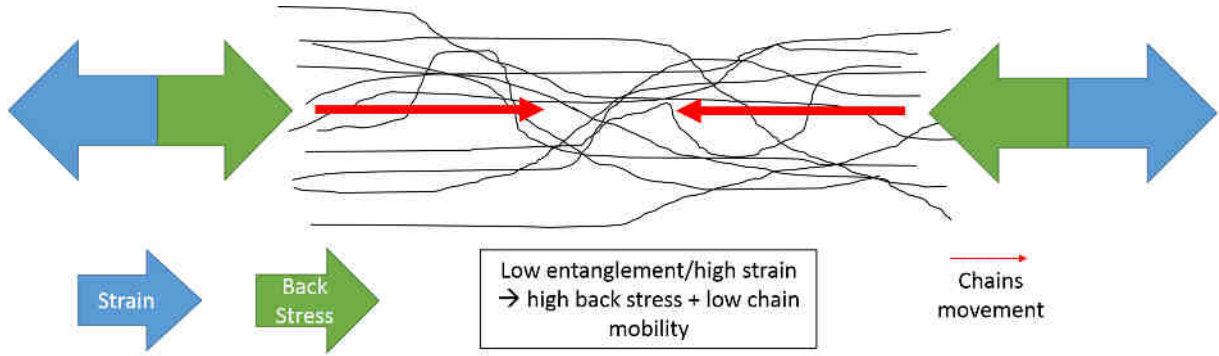 Strain
Back
Stress
Low entanglement/high strain
→ high back stress + low chain
mobility
Chains
movement